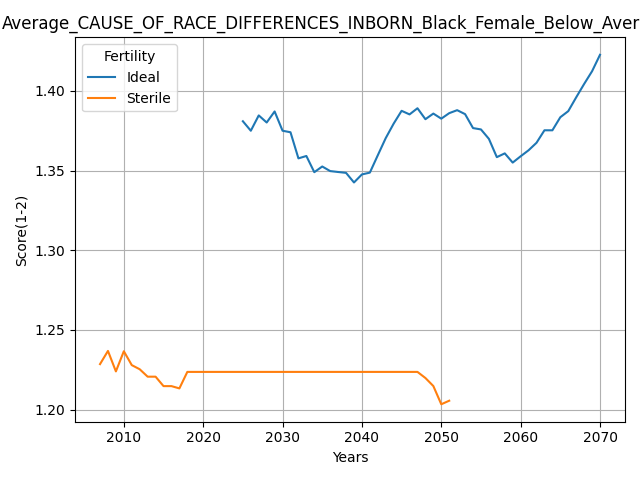 Average_CAUSE_OF_RACE_DIFFERENCES_INBORN_Black_Female_Below_Aver
Fertility
Ideal
Sterile
Score(1-2)
1.40
1.35
1.30
1.25
1.20
2010 2020 2030 2040 2050 2060 2070
Years